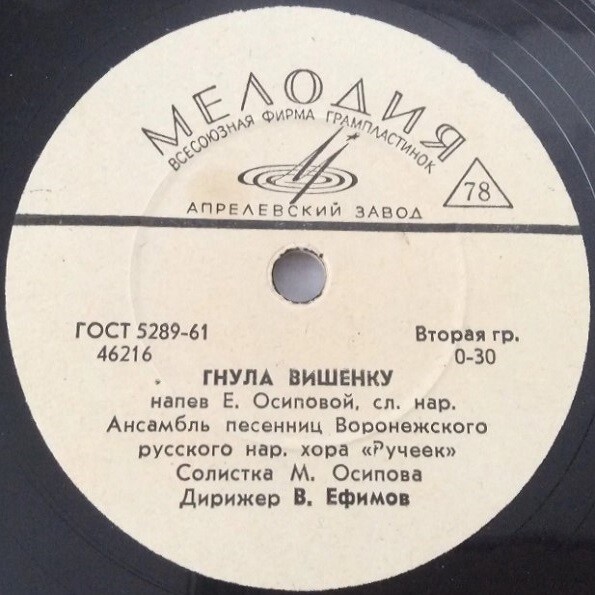 МЕЛОДИЯ
ВСЕСОЮЗНАЯ ФИРМА ГРАМПЛАСТИНОК
78
АПРЕЛЕВСКИЙ ЗАВОД
ГОСТ 5289-61 Вторая гр.
46216 0-30
ГНУЛА ВИШЕНКУ
напев Е. Осиповой, сл. нар.
Ансамбль песенниц Воронежского
русского нар. хора «Ручеек»
Солистка М. Осипова
Дирижер В. Ефимов